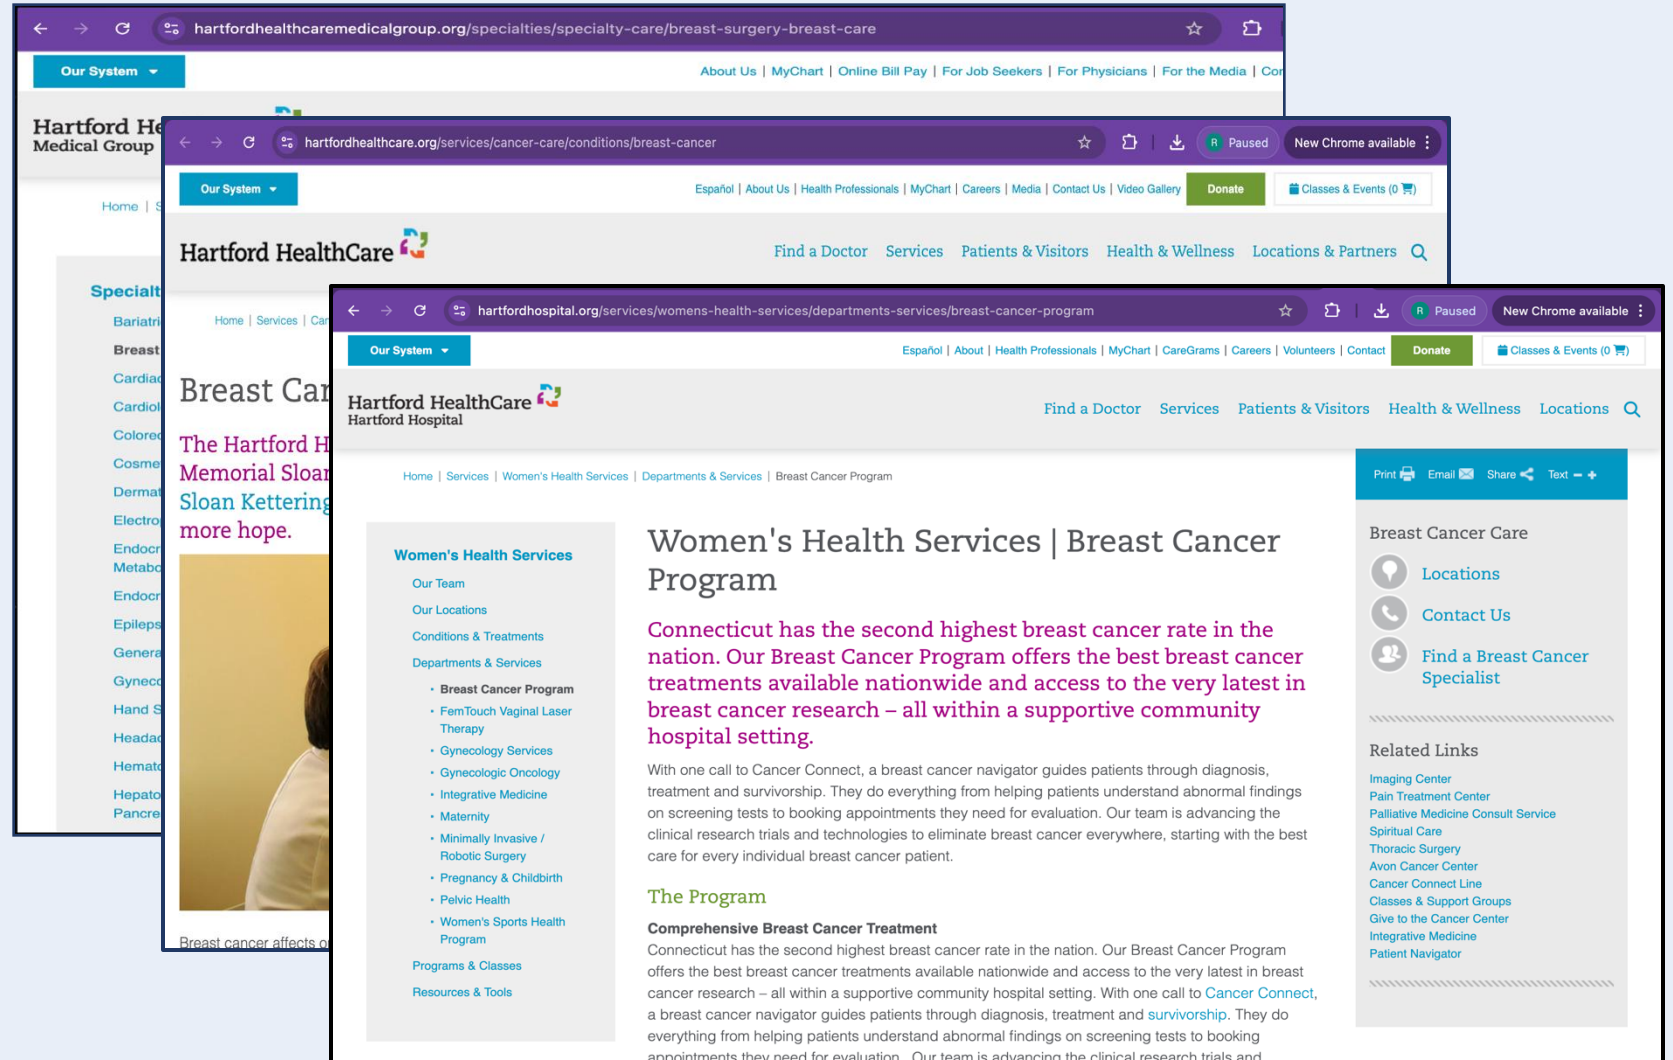 hartfordhealthcaremedicalgroup.org/specialties/specialty-care/breast-surgery-breast-care
Our System
About Us | MyChart | Online Bill Pay | For Job Seekers | For Physicians | For the Media |
Hartford
Medical Group
Home |
Breast
hartfordhealthcare.org/services/cancer-care/conditions/breast-cancer
R Paused
New Chrome available
Our System
Español | About Us | Health Professionals | MyChart | Careers | Media | Contact Us | Video Gallery
Donate
Classes & Events (0 )
Hartford HealthCare
Find a Doctor Services Patients & Visitors Health & Wellness Locations & Partners
Home | Services |
Breast
The Hartford
Memorial Sloan
Sloan Kettering
more hope.
Breast cancer affects
hartfordhospital.org/services/womens-health-services/departments-services/breast-cancer-program
R Paused
New Chrome available
Our System
Español | About | Health Professionals | MyChart | CareGrams | Careers | Volunteers | Contact
Donate
Classes & Events (0 )
Hartford HealthCare
Hartford Hospital
Find a Doctor Services Patients & Visitors Health & Wellness Locations
Home | Services | Women's Health Services | Departments & Services | Breast Cancer Program
Print Email Share Text − +
Women's Health Services
Our Team
Our Locations
Conditions & Treatments
Departments & Services
• Breast Cancer Program
• FemTouch Vaginal Laser
Therapy
• Gynecology Services
• Gynecologic Oncology
• Integrative Medicine
• Maternity
• Minimally Invasive /
Robotic Surgery
• Pregnancy & Childbirth
• Pelvic Health
• Women's Sports Health
Program
Programs & Classes
Resources & Tools
Women's Health Services | Breast Cancer
Program
Connecticut has the second highest breast cancer rate in the
nation. Our Breast Cancer Program offers the best breast cancer
treatments available nationwide and access to the very latest in
breast cancer research – all within a supportive community
hospital setting.
With one call to Cancer Connect, a breast cancer navigator guides patients through diagnosis,
treatment and survivorship. They do everything from helping patients understand abnormal findings
on screening tests to booking appointments they need for evaluation. Our team is advancing the
clinical research trials and technologies to eliminate breast cancer everywhere, starting with the best
care for every individual breast cancer patient.
The Program
Comprehensive Breast Cancer Treatment
Connecticut has the second highest breast cancer rate in the nation. Our Breast Cancer Program
offers the best breast cancer treatments available nationwide and access to the very latest in breast
cancer research – all within a supportive community hospital setting. With one call to Cancer Connect,
a breast cancer navigator guides patients through diagnosis, treatment and survivorship. They do
everything from helping patients understand abnormal findings on screening tests to booking
appointments they need for evaluation. Our team is advancing the clinical research trials and
Breast Cancer Care
Locations
Contact Us
Find a Breast Cancer
Specialist
Related Links
Imaging Center
Pain Treatment Center
Palliative Medicine Consult Service
Spiritual Care
Thoracic Surgery
Avon Cancer Center
Cancer Connect Line
Classes & Support Groups
Give to the Cancer Center
Integrative Medicine
Patient Navigator